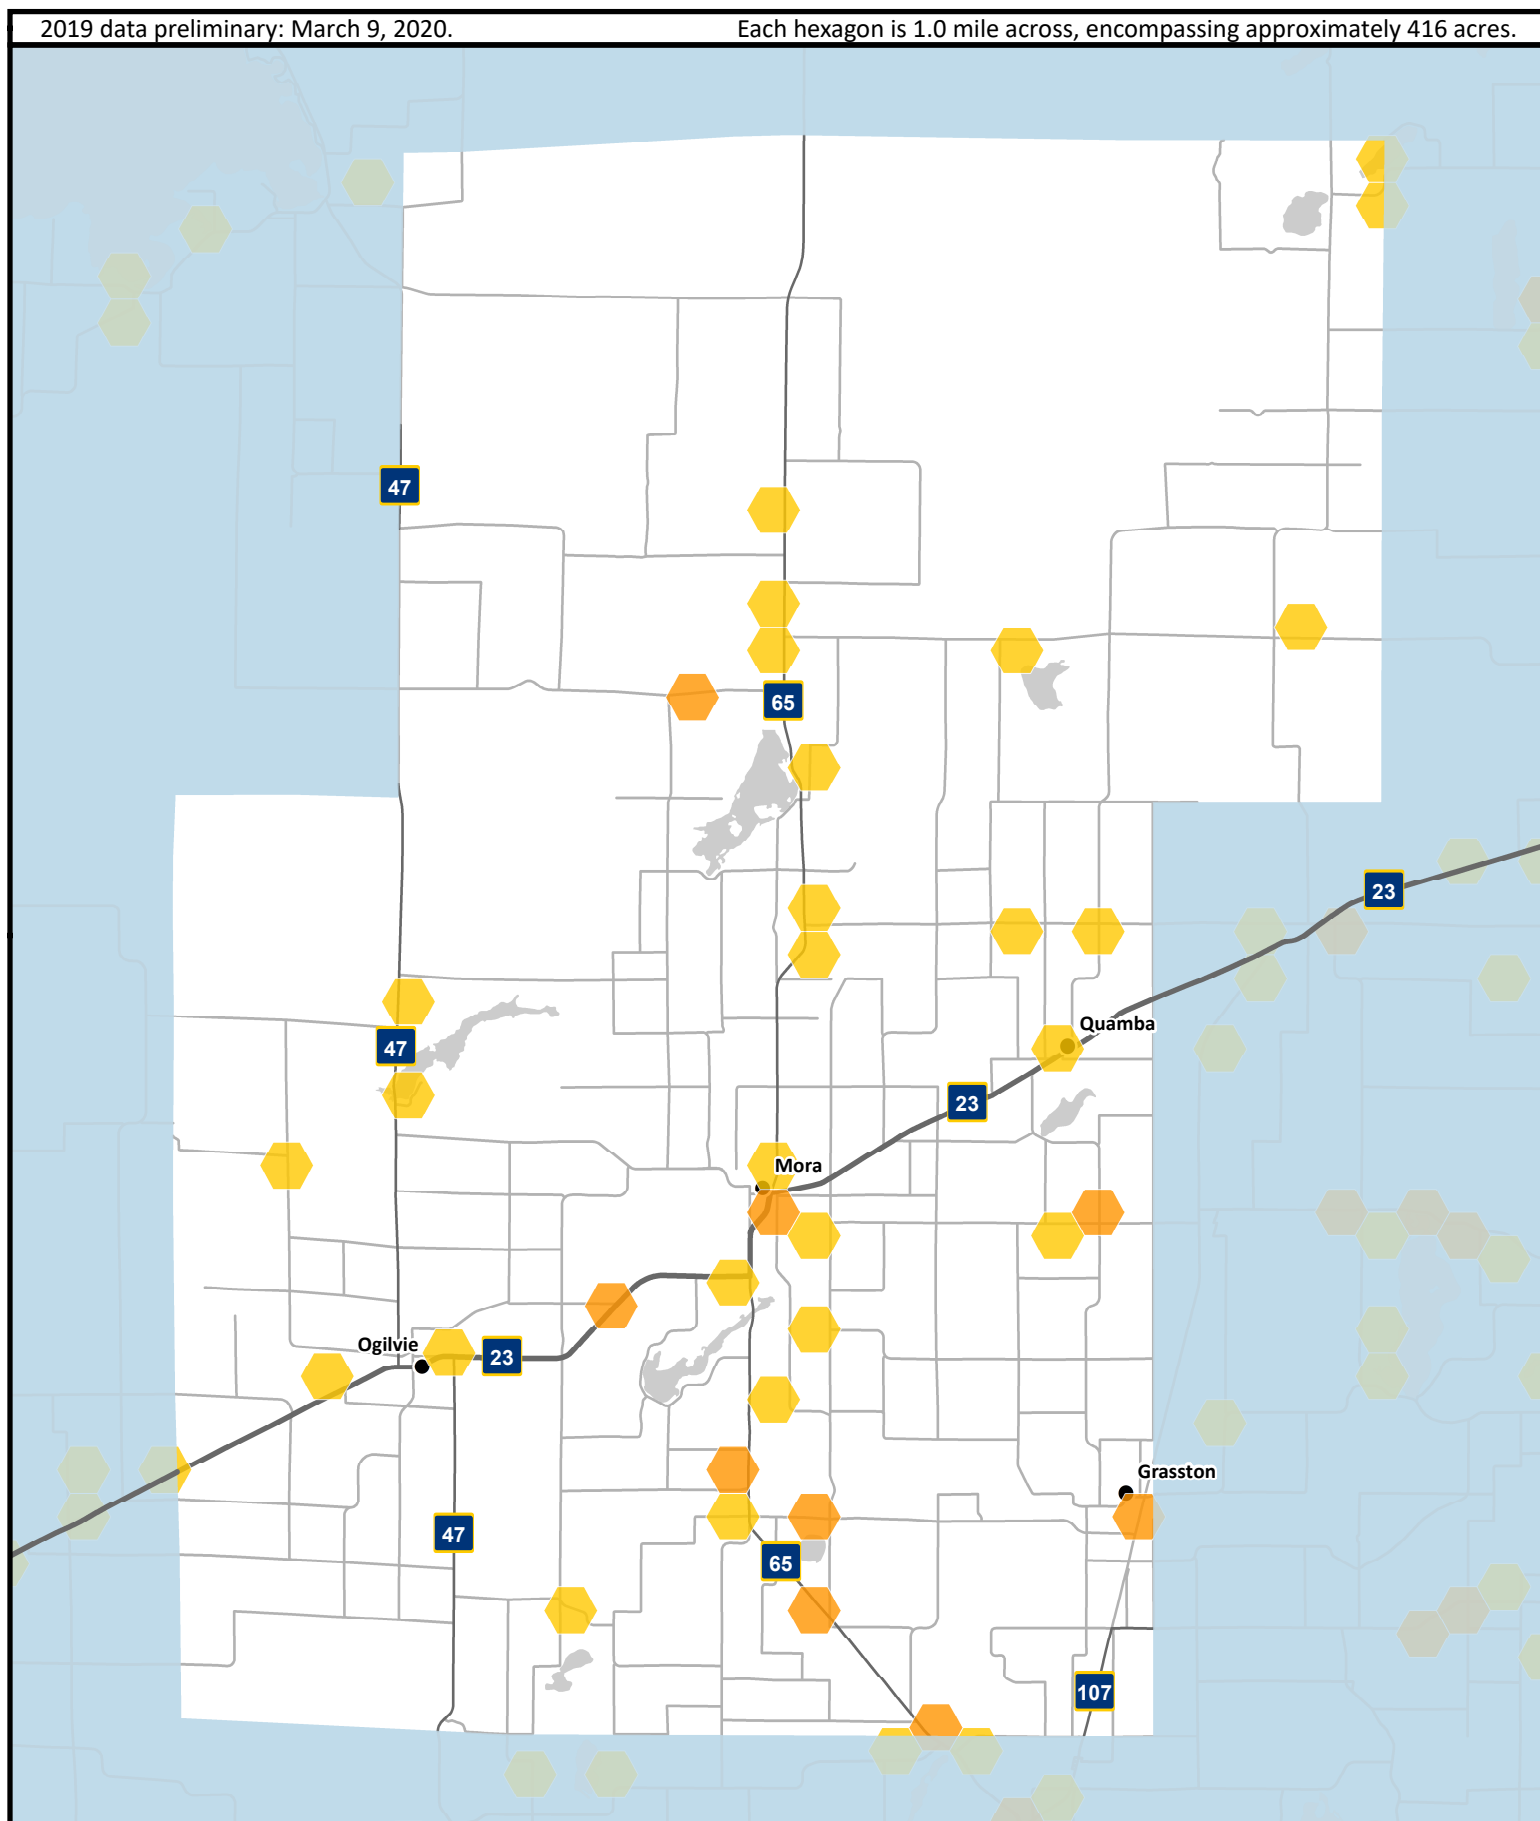 2019 data preliminary: March 9, 2020.
Each hexagon is 1.0 mile across, encompassing approximately 416 acres.
47
65
23
47
Quamba
23
Mora
Ogilvie
23
Grasston
47
65
107